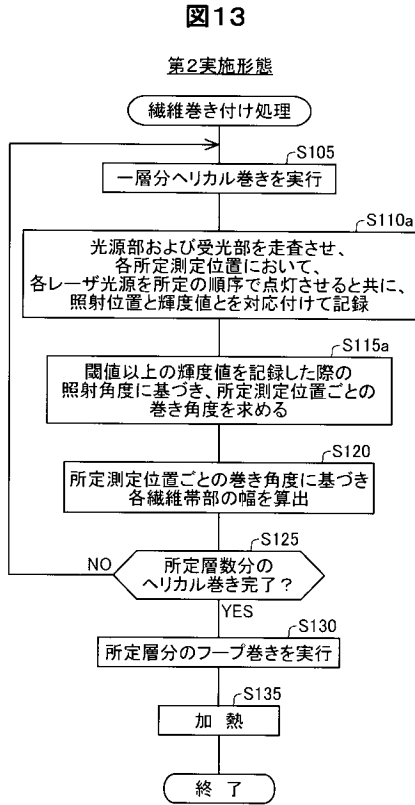 図13
第2実施形態
繊維巻き付け処理
S105
一層分ヘリカル巻きを実行
S110a
光源部および受光部を走査させ、
各所定測定位置において、
各レーザ光源を所定の順序で点灯させると共に、
照射位置と輝度値とを対応付けて記録
S115a
閾値以上の輝度値を記録した際の
照射角度に基づき、所定測定位置ごとの
巻き角度を求める
S120
所定測定位置ごとの巻き角度に基づき
各繊維帯部の幅を算出
S125
所定層数分の
ヘリカル巻き完了?
NO
YES
S130
所定層分のフープ巻きを実行
S135
加 熱
終 了